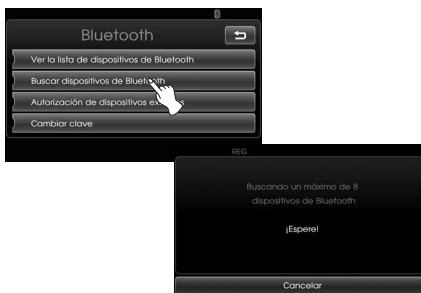 Bluetooth
Ver la lista de dispositivos de Bluetooth
Buscar dispositivos de Bluetooth
Autorización de dispositivos
Cambiar clave
REG
Buscando un máximo de 8
dispositivos de Bluetooth
¡Espere!
Cancelar